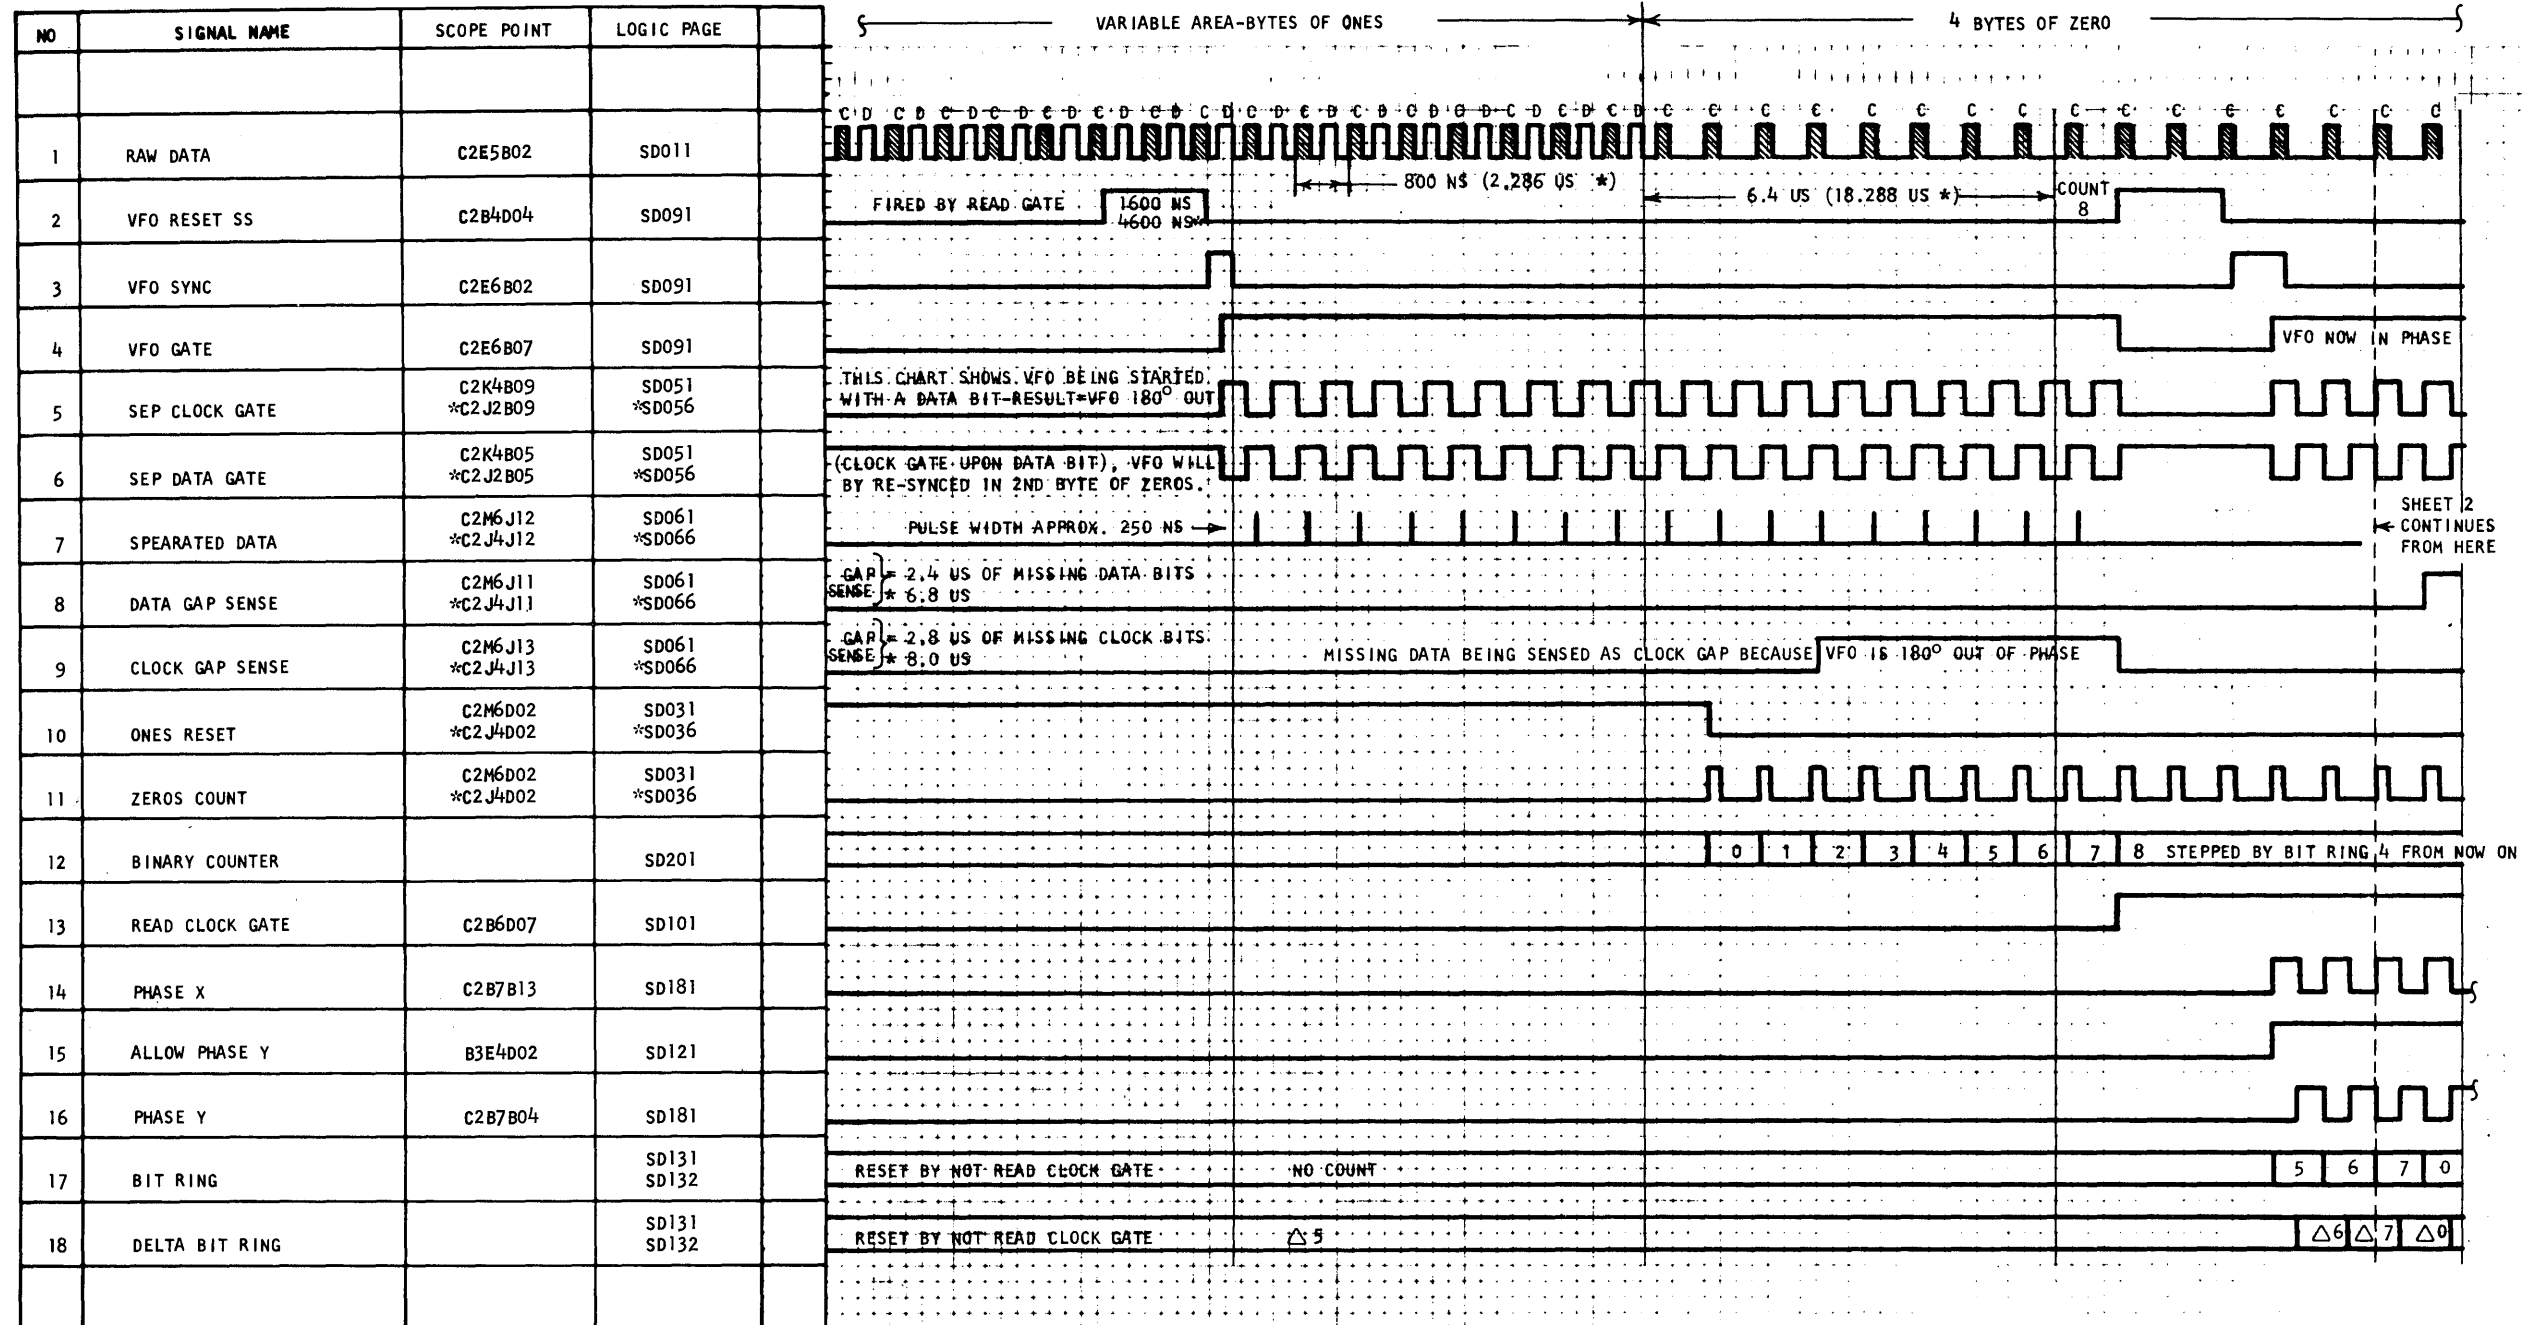 VARIABLE AREA-BYTES OF ONES 4 BYTES OF ZERO
NO SIGNAL NAME SCOPE POINT LOGIC PAGE
C D C D C D C D C D C D C D C D C D C D C D C D C D C D C D C D C C C C C C C C C C C C C C C C
1 RAW DATA C2E5B02 SD011
800 NS (2.286 US *)
6.4 US (18.288 US *)
COUNT
8
2 VFO RESET SS C2B4D04 SD091
FIRED BY READ GATE 1600 NS
4600 NS*
3 VFO SYNC C2E6B02 SD091
4 VFO GATE C2E6B07 SD091
VFO NOW IN PHASE
5 SEP CLOCK GATE C2K4B09 SD051
*C2J2B09 *SD056
THIS CHART SHOWS VFO BEING STARTED
WITH A DATA BIT-RESULT=VFO 180° OUT
6 SEP DATA GATE C2K4B05 SD051
*C2J2B05 *SD056
(CLOCK GATE UPON DATA BIT), VFO WILL
BY RE-SYNCED IN 2ND BYTE OF ZEROS.
7 SPEARATED DATA C2M6J12 SD061
*C2J4J12 *SD066
PULSE WIDTH APPROX. 250 NS
SHEET 2
CONTINUES
FROM HERE
8 DATA GAP SENSE C2M6J11 SD061
*C2J4J11 *SD066
GAP SENSE = 2.4 US OF MISSING DATA BITS
* 6.8 US
9 CLOCK GAP SENSE C2M6J13 SD061
*C2J4J13 *SD066
GAP SENSE = 2.8 US OF MISSING CLOCK BITS
* 8.0 US
MISSING DATA BEING SENSED AS CLOCK GAP BECAUSE VFO IS 180° OUT OF PHASE
10 ONES RESET C2M6D02 SD031
*C2J4D02 *SD036
11 ZEROS COUNT C2M6D02 SD031
*C2J4D02 *SD036
12 BINARY COUNTER SD201
0 1 2 3 4 5 6 7 8 STEPPED BY BIT RING 4 FROM NOW ON
13 READ CLOCK GATE C2B6D07 SD101
14 PHASE X C2B7B13 SD181
15 ALLOW PHASE Y B3E4D02 SD121
16 PHASE Y C2B7B04 SD181
17 BIT RING SD131
SD132
RESET BY NOT READ CLOCK GATE NO COUNT 5 6 7 0
18 DELTA BIT RING SD131
SD132
RESET BY NOT READ CLOCK GATE △5 △6 △7 △0